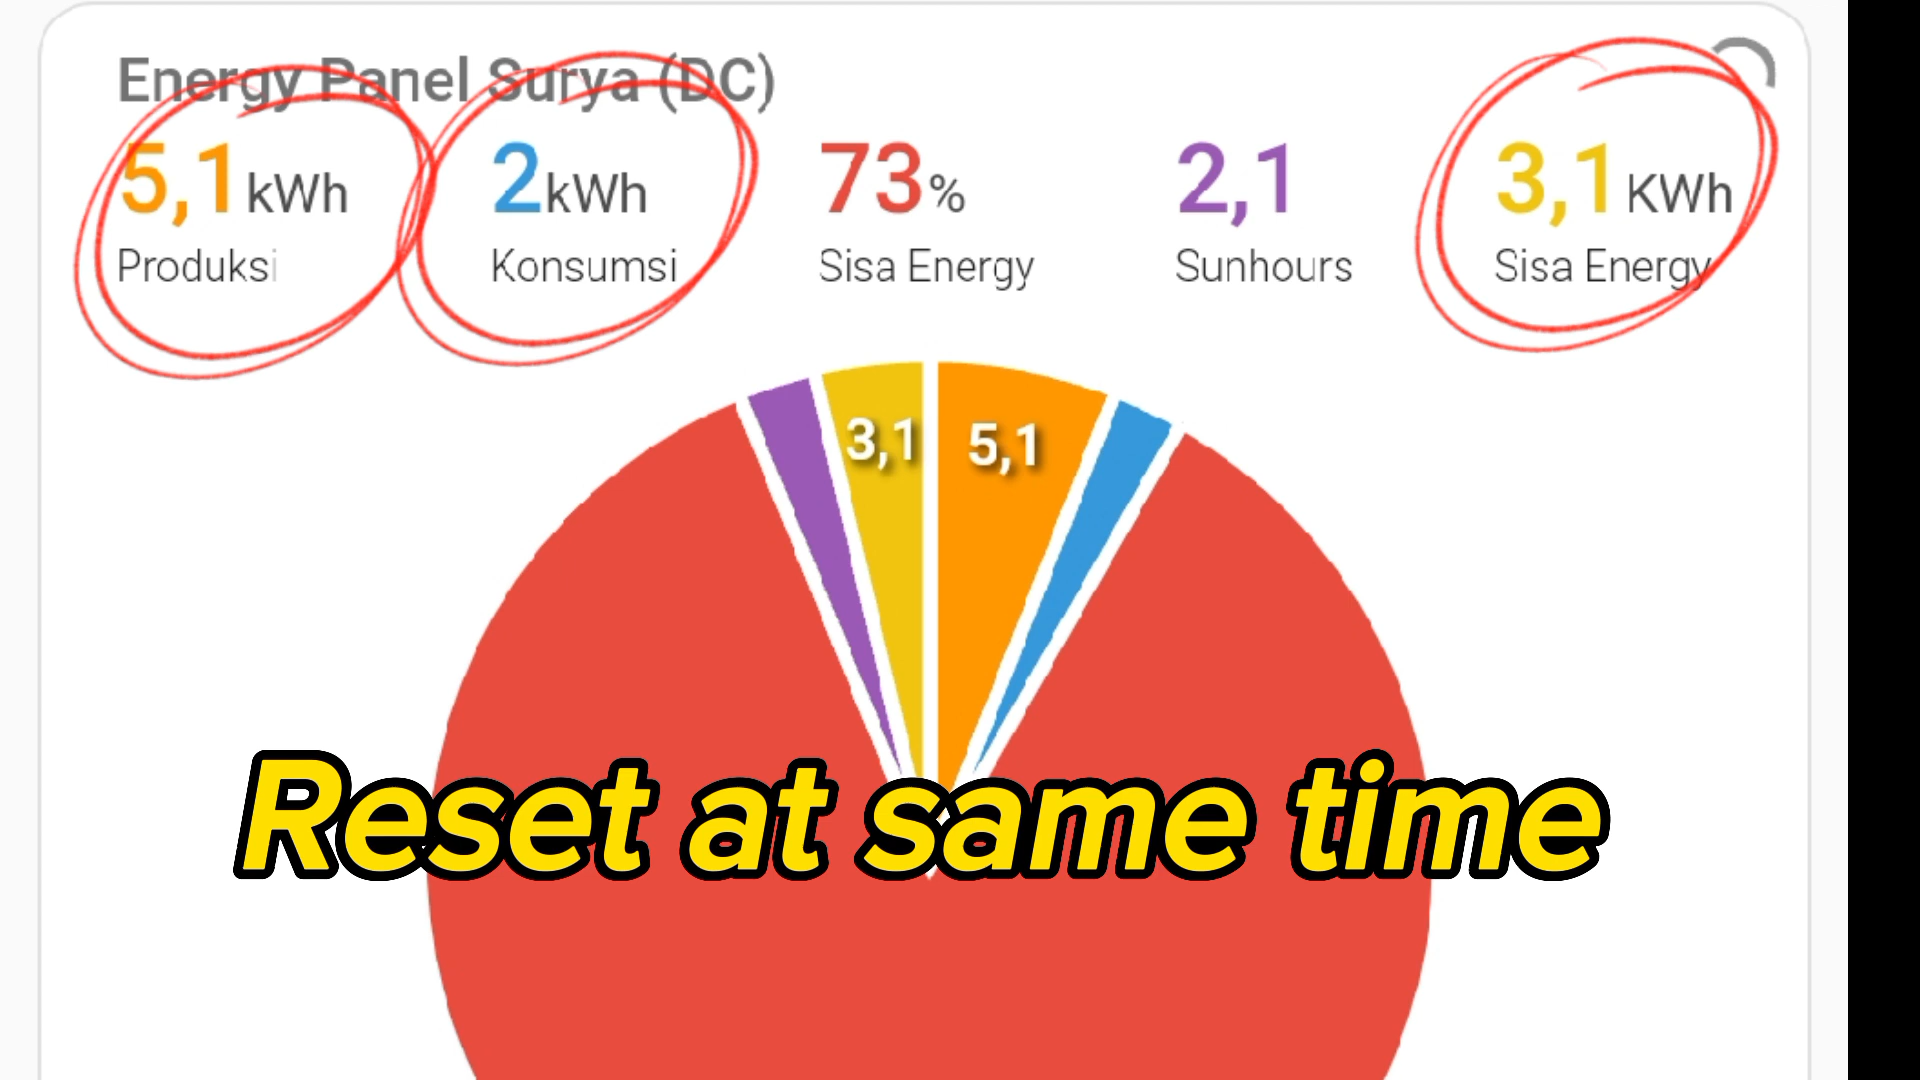 Energy Panel Surya (DC)
5,1 kWh 2 kWh 73 % 2,1 3,1 KWh
Produksi Konsumsi Sisa Energy Sunhours Sisa Energy
3,1 5,1
Reset at same time